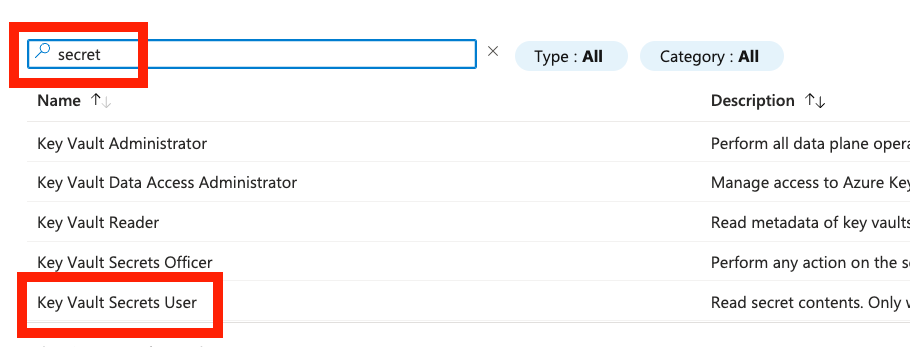 secret
Type : All
Category : All
Name
Description
Key Vault Administrator
Perform all data plane opera
Key Vault Data Access Administrator
Manage access to Azure Key
Key Vault Reader
Read metadata of key vaults
Key Vault Secrets Officer
Perform any action on the se
Key Vault Secrets User
Read secret contents. Only w